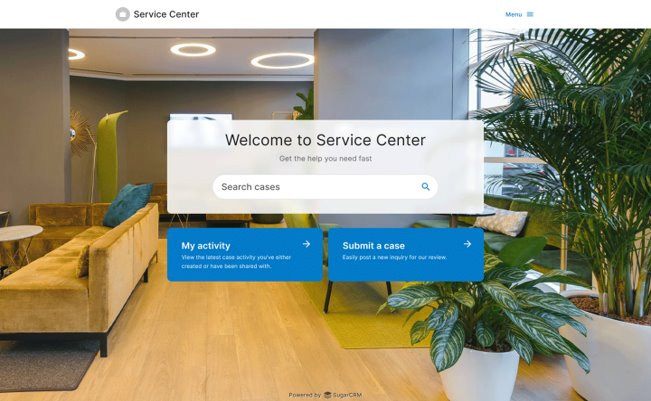 Service Center
Menu
Welcome to Service Center
Get the help you need fast
Search cases
My activity
View the latest case activity you've either
created or have been shared with.
Submit a case
Easily post a new inquiry for our review.
Powered by SugarCRM